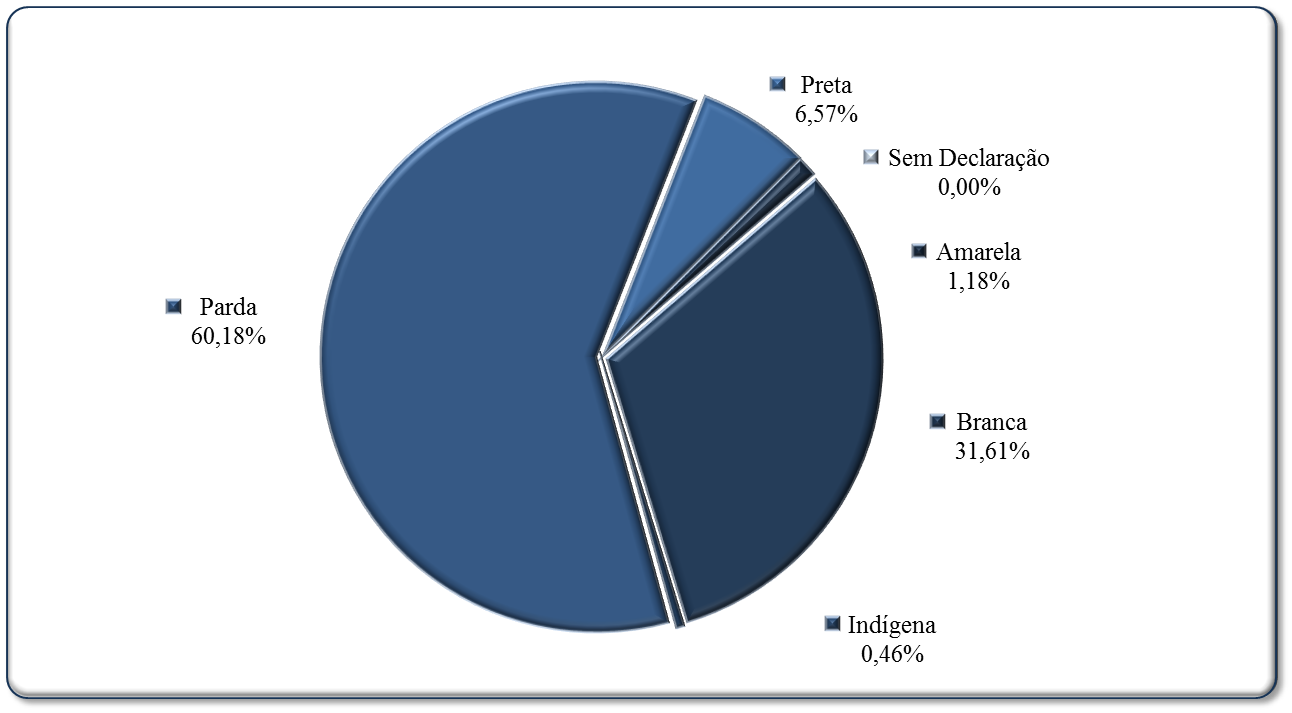 Preta
6,57%
Sem Declaração
0,00%
Amarela
1,18%
Parda
60,18%
Branca
31,61%
Indígena
0,46%